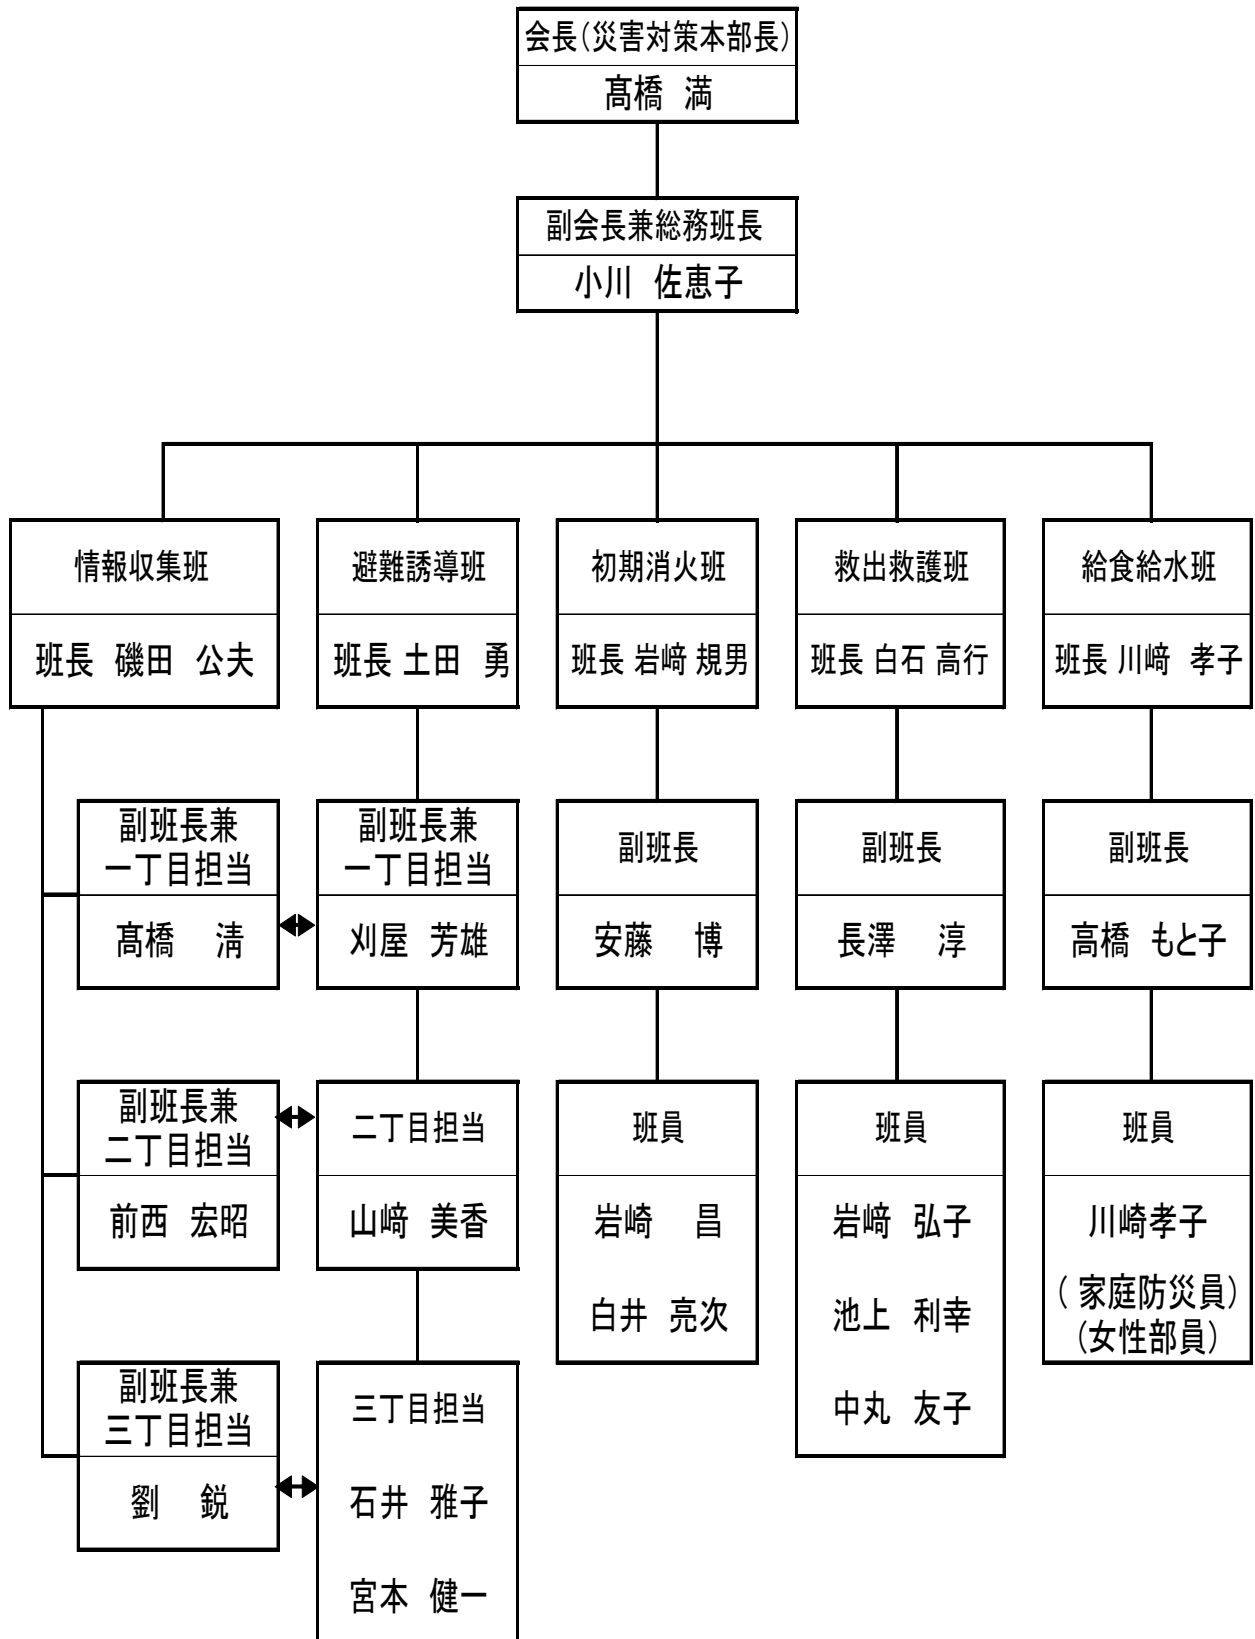 会長(災害対策本部長)
髙橋 満
副会長兼総務班長
小川 佐恵子
情報収集班
班長 磯田 公夫
避難誘導班
班長 土田 勇
初期消火班
班長 岩﨑 規男
救出救護班
班長 白石 高行
給食給水班
班長 川﨑 孝子
副班長兼
一丁目担当
髙橋 清
副班長兼
一丁目担当
刈屋 芳雄
副班長
安藤 博
副班長
長澤 淳
副班長
高橋 もと子
副班長兼
二丁目担当
前西 宏昭
二丁目担当
山﨑 美香
班員
岩崎 昌
白井 亮次
班員
岩﨑 弘子
池上 利幸
中丸 友子
班員
川崎孝子
( 家庭防災員)
(女性部員)
副班長兼
三丁目担当
劉 鋭
三丁目担当
石井 雅子
宮本 健一